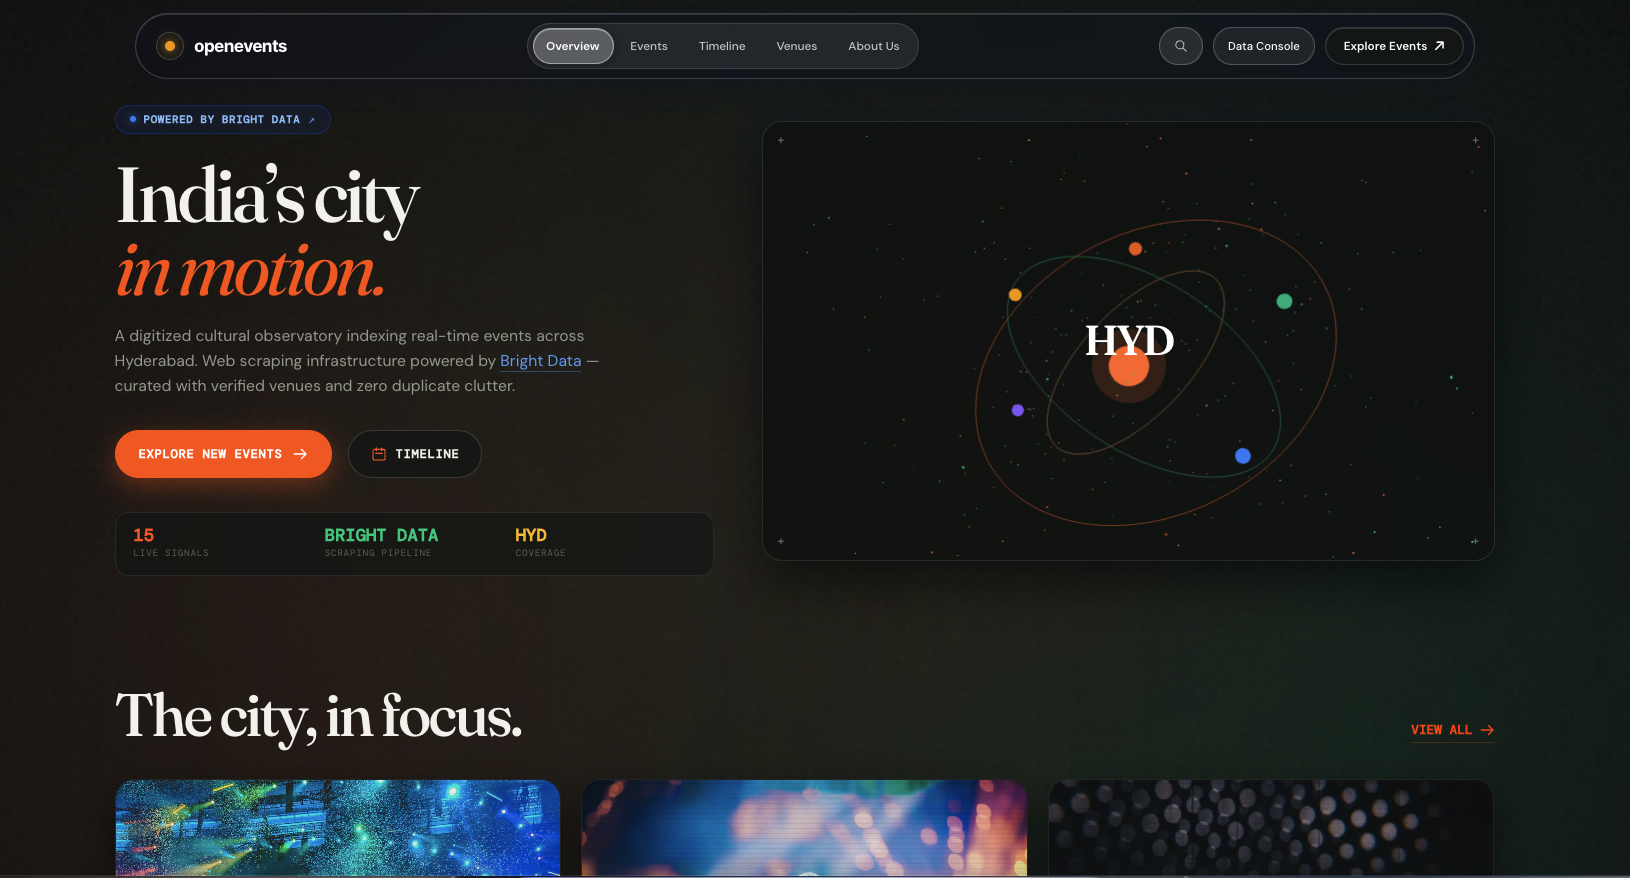 openevents
Overview
Events
Timeline
Venues
About Us
Data Console
Explore Events
POWERED BY BRIGHT DATA ↗
India’s city
in motion.
A digitized cultural observatory indexing real-time events across
Hyderabad. Web scraping infrastructure powered by Bright Data —
curated with verified venues and zero duplicate clutter.
EXPLORE NEW EVENTS →
TIMELINE
15
LIVE SIGNALS
BRIGHT DATA
SCRAPING PIPELINE
HYD
COVERAGE
HYD
The city, in focus.
VIEW ALL →